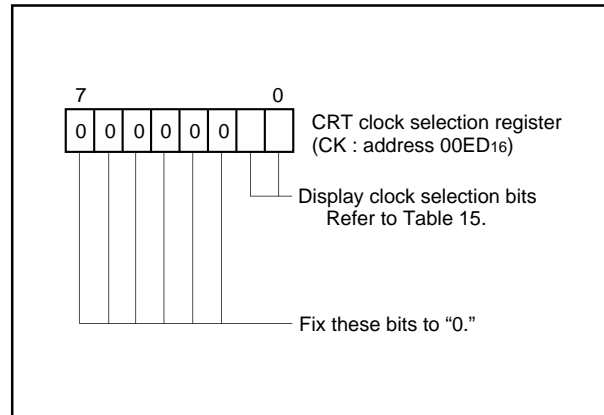 7 0
0 0 0 0 0 0
CRT clock selection register
(CK : address 00ED16)
Display clock selection bits
Refer to Table 15.
Fix these bits to “0.”